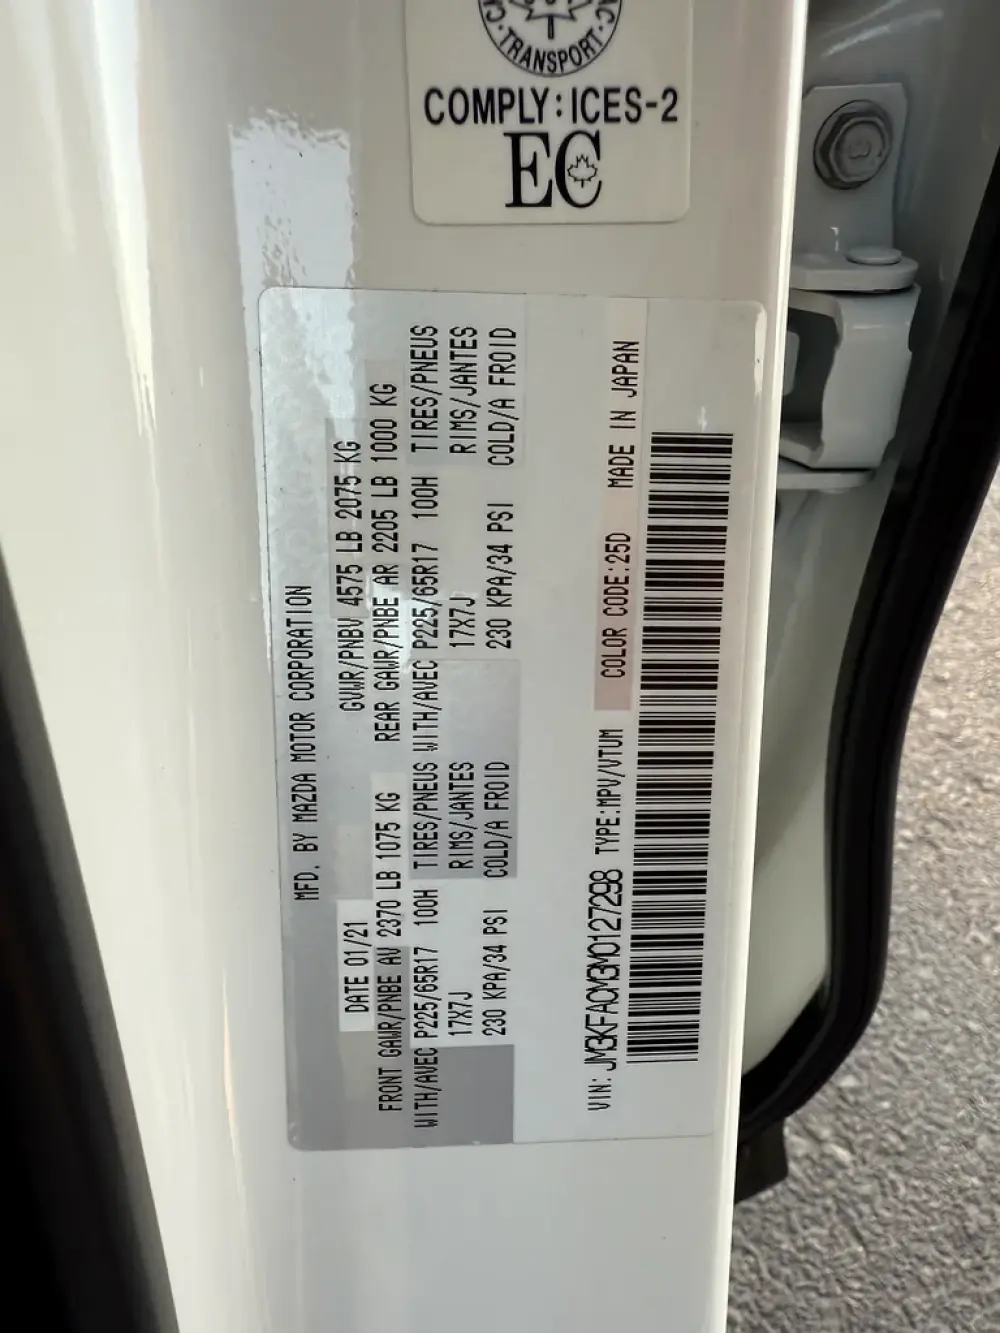 TRANSPORT
COMPLY:ICES-2
EC
MFD. BY MAZDA MOTOR CORPORATION
DATE 01/21 GVWR/PNBV 4575 LB 2075 KG
FRONT GAWR/PNBE AV 2370 LB 1075 KG REAR GAWR/PNBE AR 2205 LB 1000 KG
WITH/AVEC P225/65R17 100H TIRES/PNEUS WITH/AVEC P225/65R17 100H TIRES/PNEUS
17X7J RIMS/JANTES 17X7J RIMS/JANTES
230 KPA/34 PSI COLD/A FROID 230 KPA/34 PSI COLD/A FROID
VIN: JM3KFACM3M0127298 TYPE:MPV/VTUM COLOR CODE:25D MADE IN JAPAN